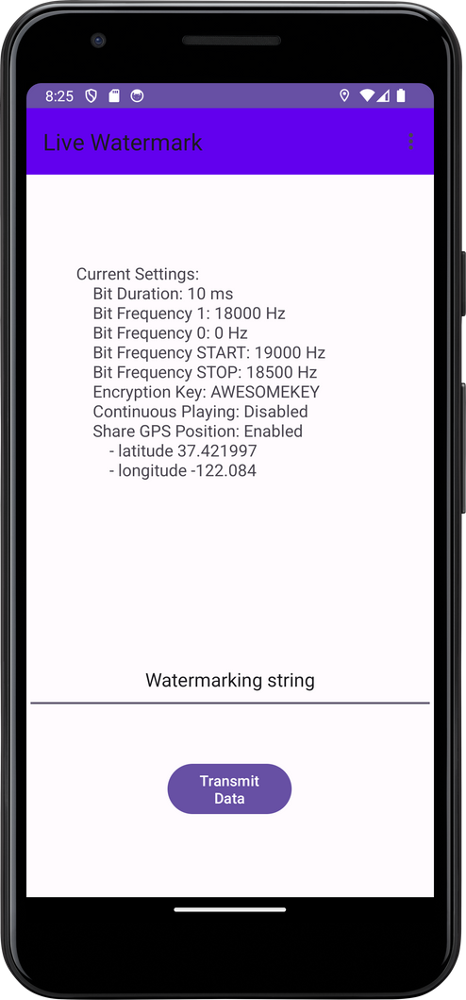 8:25
Live Watermark
Current Settings:
Bit Duration: 10 ms
Bit Frequency 1: 18000 Hz
Bit Frequency 0: 0 Hz
Bit Frequency START: 19000 Hz
Bit Frequency STOP: 18500 Hz
Encryption Key: AWESOMEKEY
Continuous Playing: Disabled
Share GPS Position: Enabled
- latitude 37.421997
- longitude -122.084
Watermarking string
Transmit
Data